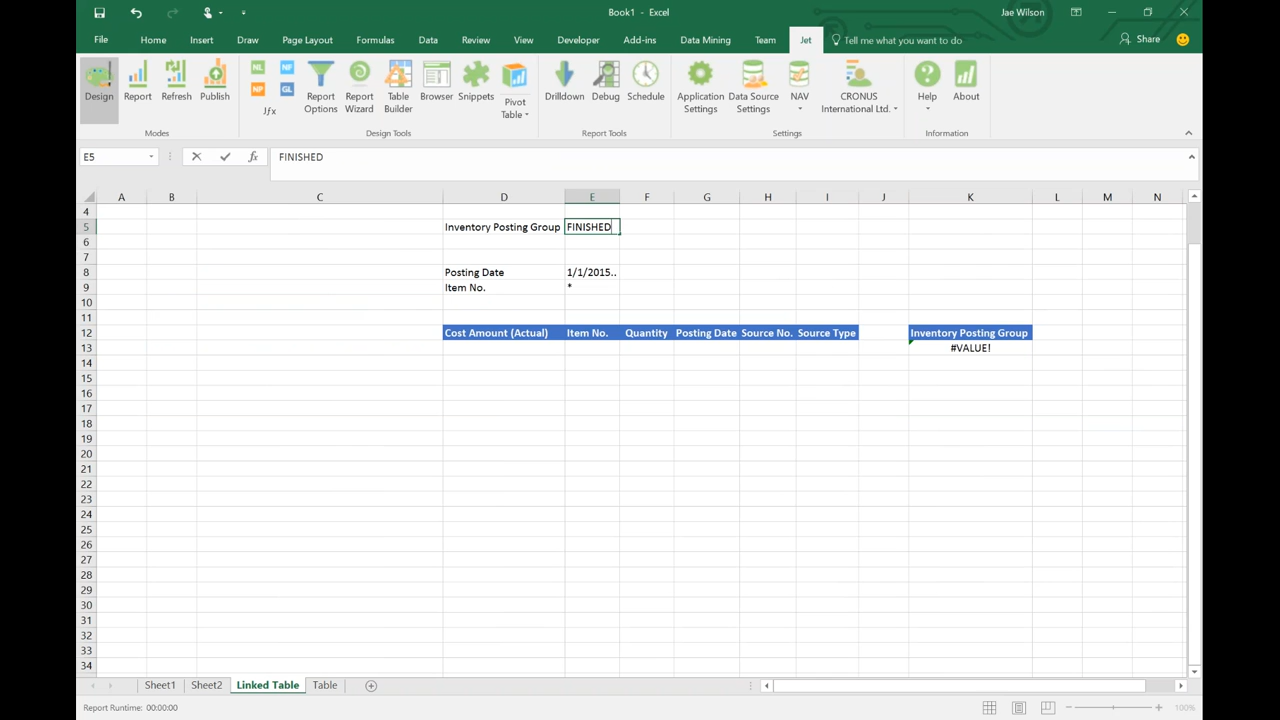 Book1 - Excel
Jae Wilson
File Home Insert Draw Page Layout Formulas Data Review View Developer Add-ins Data Mining Team Jet Tell me what you want to do Share
NL NF NP GL
Jfx
Design Report Refresh Publish Report Options Report Wizard Table Builder Browser Snippets Pivot Table Drilldown Debug Schedule Application Settings Data Source Settings NAV CRONUS International Ltd. Help About
Modes Design Tools Report Tools Settings Information
E5 fx FINISHED
A B C D E F G H I J K L M N
4
5 Inventory Posting Group FINISHED
6
7
8 Posting Date 1/1/2015..
9 Item No. *
10
11
12 Cost Amount (Actual) Item No. Quantity Posting Date Source No. Source Type Inventory Posting Group
13 #VALUE!
14
15
16
17
18
19
20
21
22
23
24
25
26
27
28
29
30
31
32
33
34
Sheet1 Sheet2 Linked Table Table
Report Runtime: 00:00:00 100%